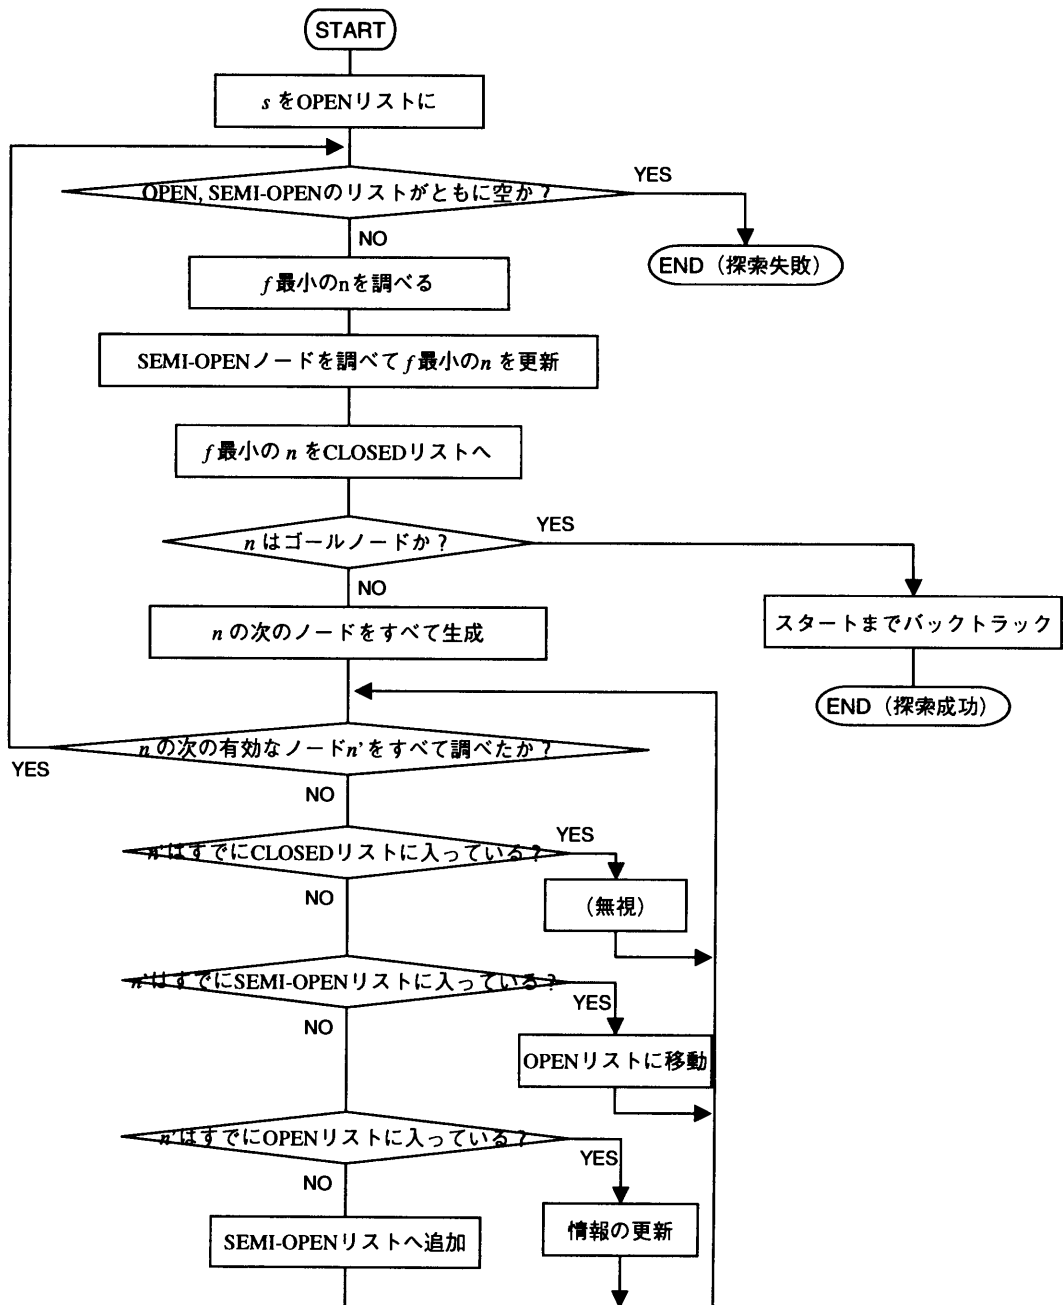 START
s をOPENリストに
OPEN, SEMI-OPENのリストがともに空か？
YES
NO
END（探索失敗）
f 最小のnを調べる
SEMI-OPENノードを調べて f 最小のn を更新
f 最小の n をCLOSEDリストへ
n はゴールノードか？
YES
NO
n の次のノードをすべて生成
スタートまでバックトラック
END（探索成功）
n の次の有効なノードn'をすべて調べたか？
YES
NO
n'はすでにCLOSEDリストに入っている？
YES
NO
（無視）
n'はすでにSEMI-OPENリストに入っている？
YES
NO
OPENリストに移動
n'はすでにOPENリストに入っている？
YES
NO
情報の更新
SEMI-OPENリストへ追加